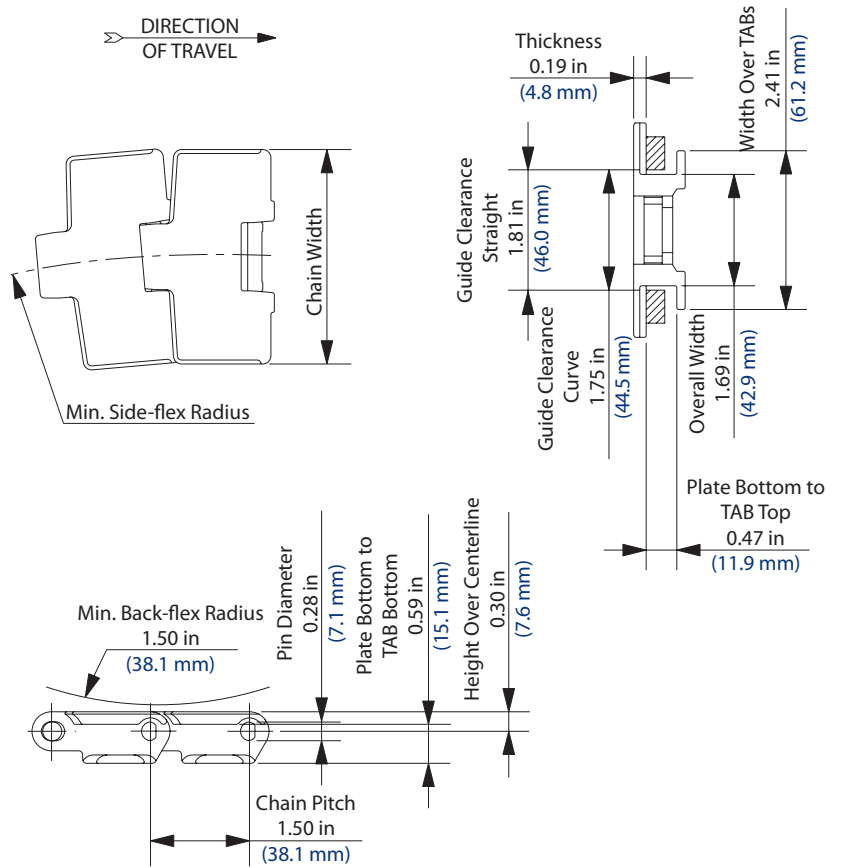 DIRECTION
OF TRAVEL
Thickness
0.19 in
(4.8 mm)
Width Over TABs
2.41 in
(61.2 mm)
Chain Width
Guide Clearance
Straight
1.81 in
(46.0 mm)
Guide Clearance
Curve
1.75 in
(44.5 mm)
Overall Width
1.69 in
(42.9 mm)
Min. Side-flex Radius
Plate Bottom to
TAB Top
0.47 in
(11.9 mm)
Min. Back-flex Radius
1.50 in
(38.1 mm)
Pin Diameter
0.28 in
(7.1 mm)
Plate Bottom to
TAB Bottom
0.59 in
(15.1 mm)
Height Over Centerline
0.30 in
(7.6 mm)
Chain Pitch
1.50 in
(38.1 mm)